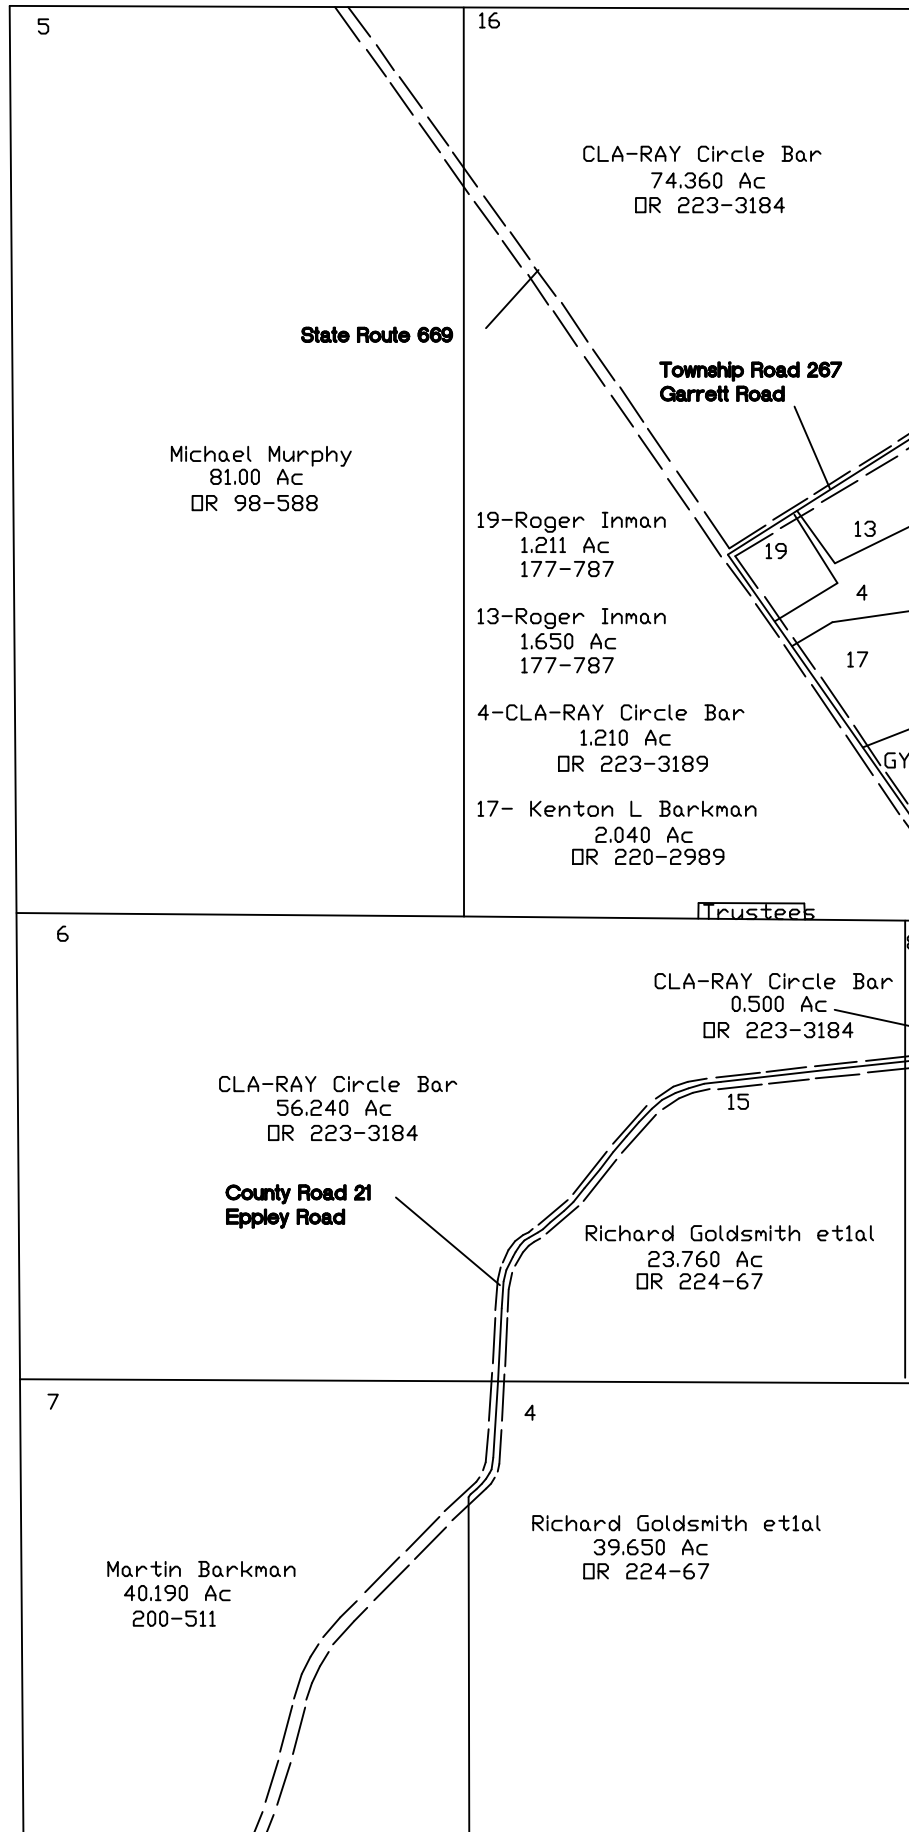 5
16
CLA-RAY Circle Bar
74.360 Ac
OR 223-3184
State Route 669
Township Road 267
Garrett Road
Michael Murphy
81.00 Ac
OR 98-588
19-Roger Inman
1.211 Ac
177-787
13-Roger Inman
1.650 Ac
177-787
4-CLA-RAY Circle Bar
1.210 Ac
OR 223-3189
17- Kenton L Barkman
2.040 Ac
OR 220-2989
19
13
4
17
GY
Trustees
6
CLA-RAY Circle Bar
0.500 Ac
OR 223-3184
CLA-RAY Circle Bar
56.240 Ac
OR 223-3184
15
County Road 21
Eppley Road
Richard Goldsmith et1al
23.760 Ac
OR 224-67
7
4
Richard Goldsmith et1al
39.650 Ac
OR 224-67
Martin Barkman
40.190 Ac
200-511